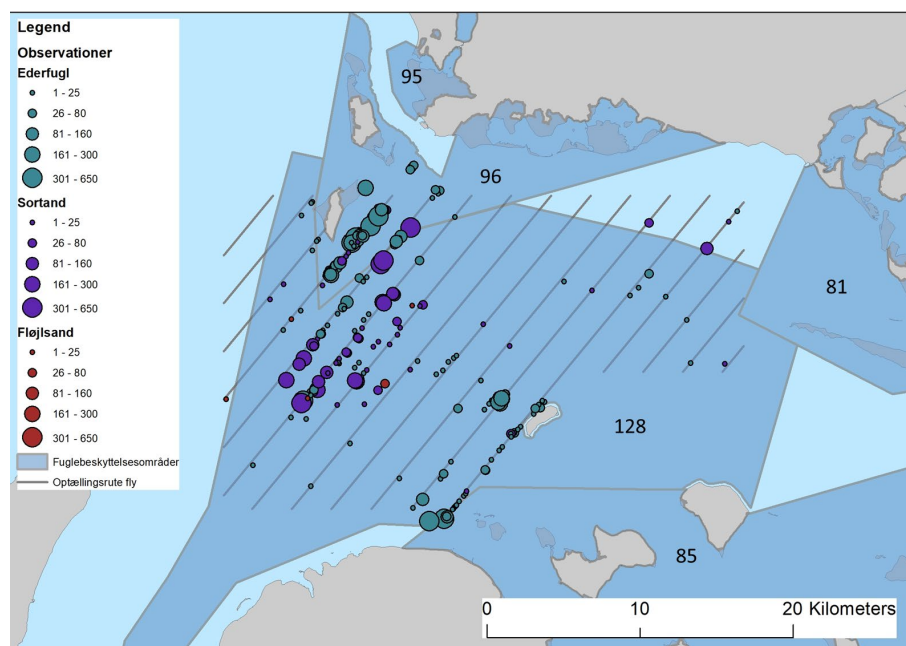 Legend
Observationer
Ederfugl
1 - 25
26 - 80
81 - 160
161 - 300
301 - 650
Sortand
1 - 25
26 - 80
81 - 160
161 - 300
301 - 650
Fløjlsand
1 - 25
26 - 80
81 - 160
161 - 300
301 - 650
Fuglebeskyttelsesområder
Optællingsrute fly
95
96
81
128
85
0 10 20 Kilometers